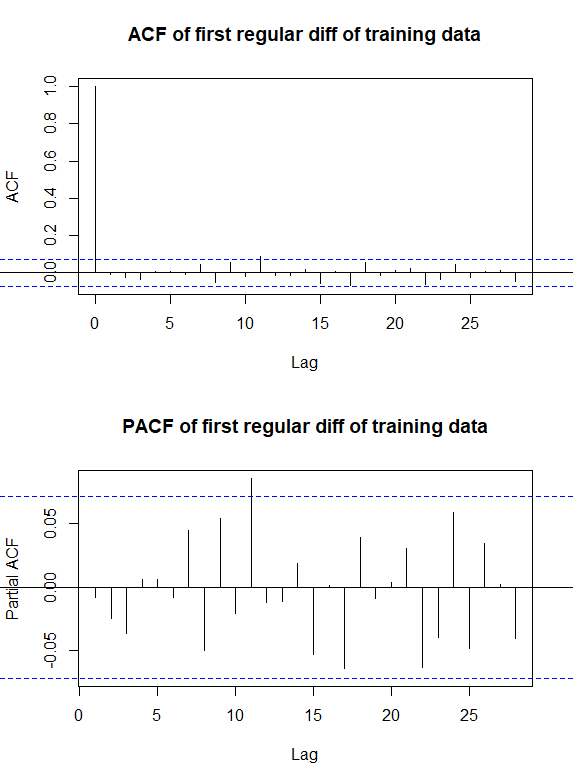 ACF of first regular diff of training data
ACF
1.0
0.8
0.6
0.4
0.2
0.0
0 5 10 15 20 25
Lag
PACF of first regular diff of training data
Partial ACF
0.05
0.00
-0.05
0 5 10 15 20 25
Lag